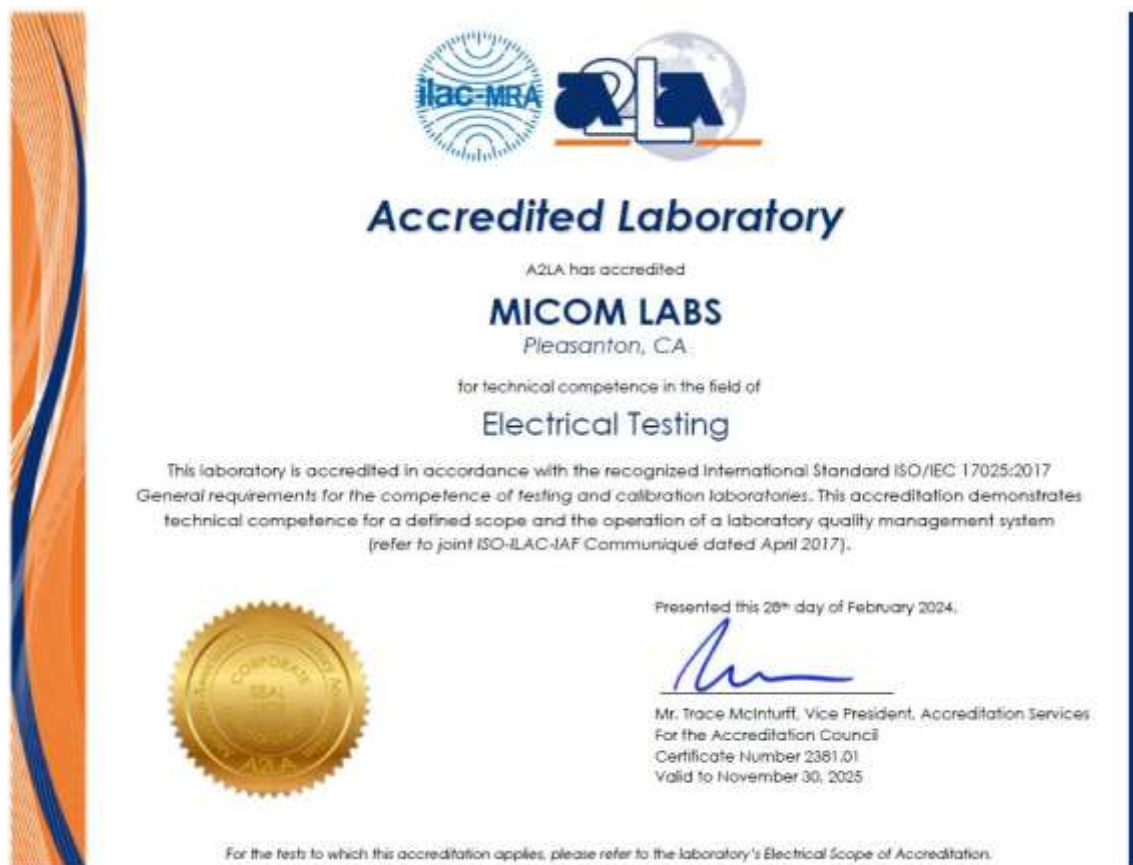 ilac-MRA
a2La
Accredited Laboratory
A2LA has accredited
MICOM LABS
Pleasanton, CA
for technical competence in the field of
Electrical Testing
This laboratory is accredited in accordance with the recognized International Standard ISO/IEC 17025:2017
General requirements for the competence of testing and calibration laboratories. This accreditation demonstrates
technical competence for a defined scope and the operation of a laboratory quality management system
(refer to joint ISO-ILAC-IAF Communiqué dated April 2017).
Presented this 28th day of February 2024.
Mr. Trace McInturff, Vice President, Accreditation Services
For the Accreditation Council
Certificate Number 2381.01
Valid to November 30, 2025
CORPORATE
SEAL
A2LA
For the tests to which this accreditation applies, please refer to the laboratory's Electrical Scope of Accreditation.